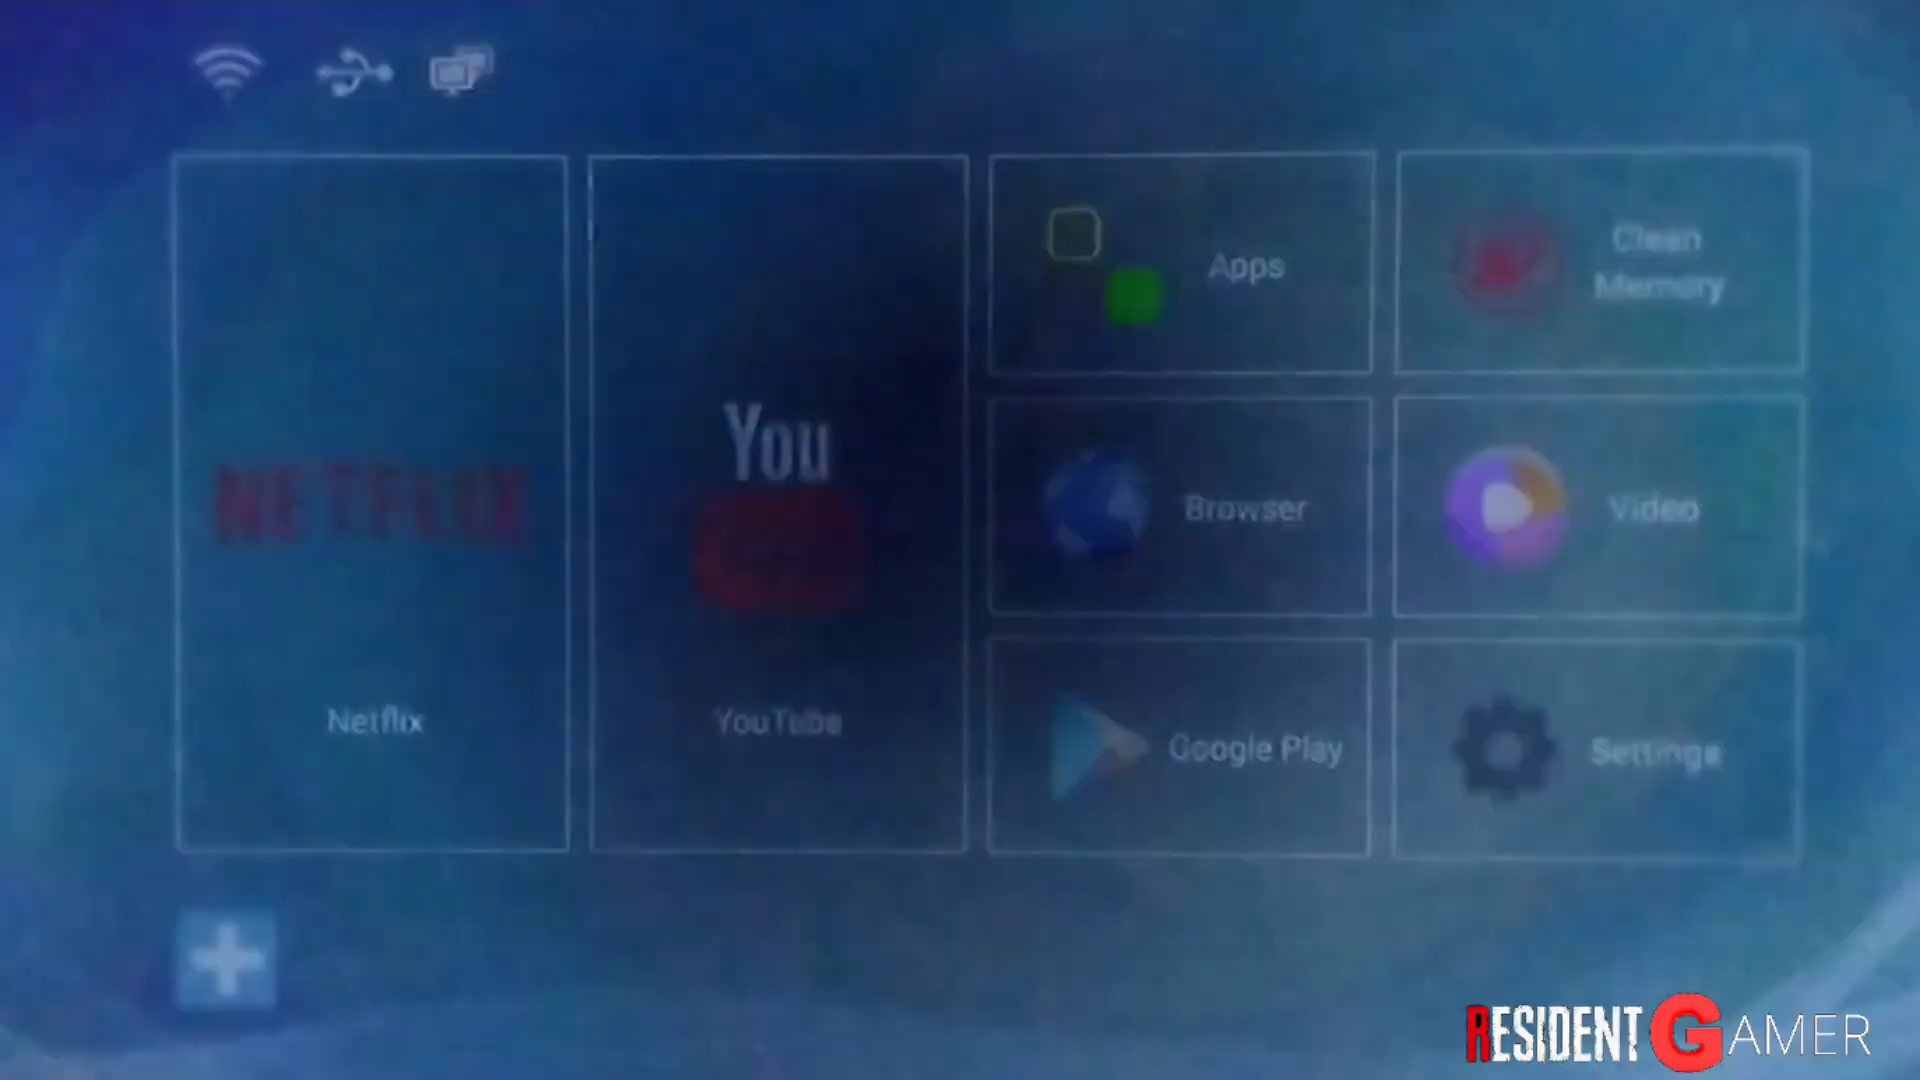 Apps
Clean
Memory
NETFLIX
You
Browser
Video
Netflix
YouTube
Google Play
Settings
RESIDENT GAMER